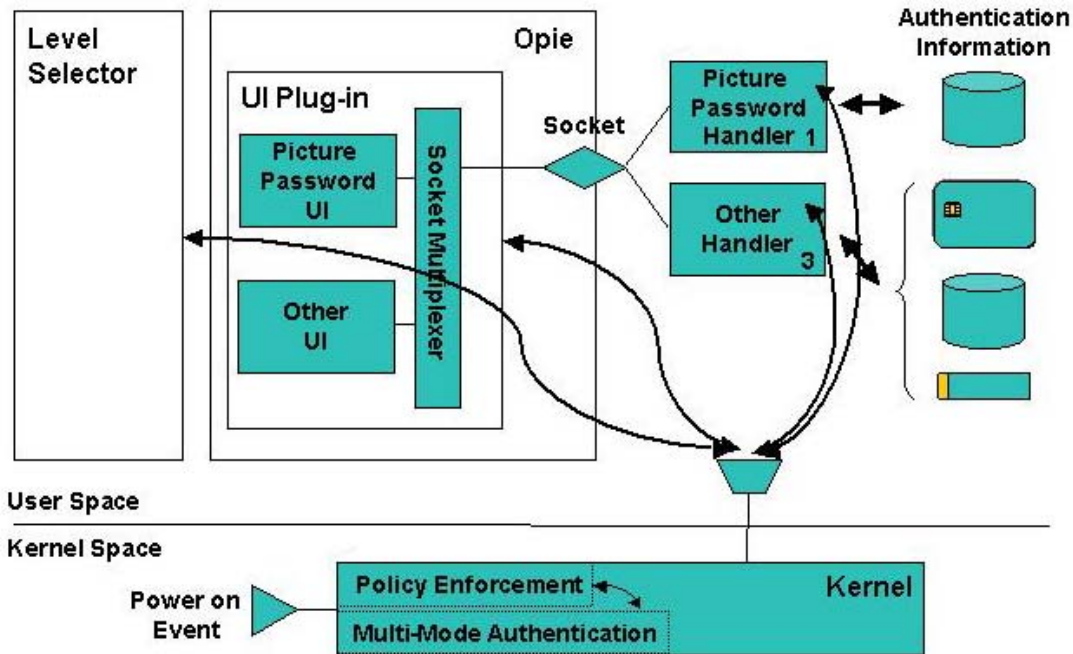 Level
Selector
Opie
UI Plug-in
Picture
Password
UI
Other
UI
Socket Multiplexer
Socket
Picture
Password
Handler 1
Other
Handler
3
Authentication
Information
User Space
Kernel Space
Power on
Event
Policy Enforcement
Multi-Mode Authentication
Kernel